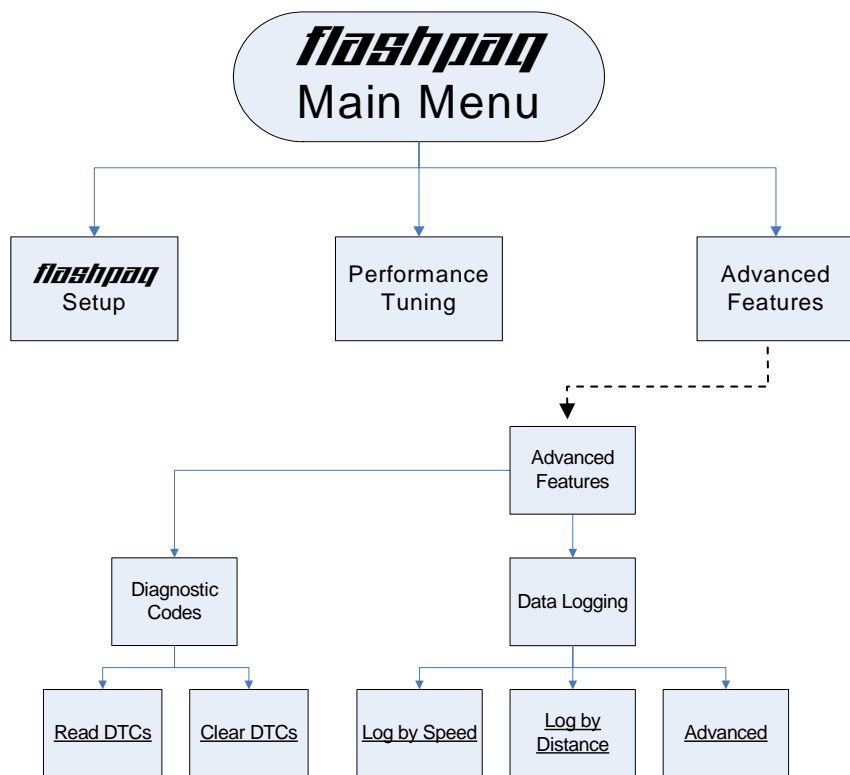 flashpaq
Main Menu
flashpaq
Setup
Performance
Tuning
Advanced
Features
Advanced
Features
Diagnostic
Codes
Data Logging
Read DTCs
Clear DTCs
Log by Speed
Log by
Distance
Advanced